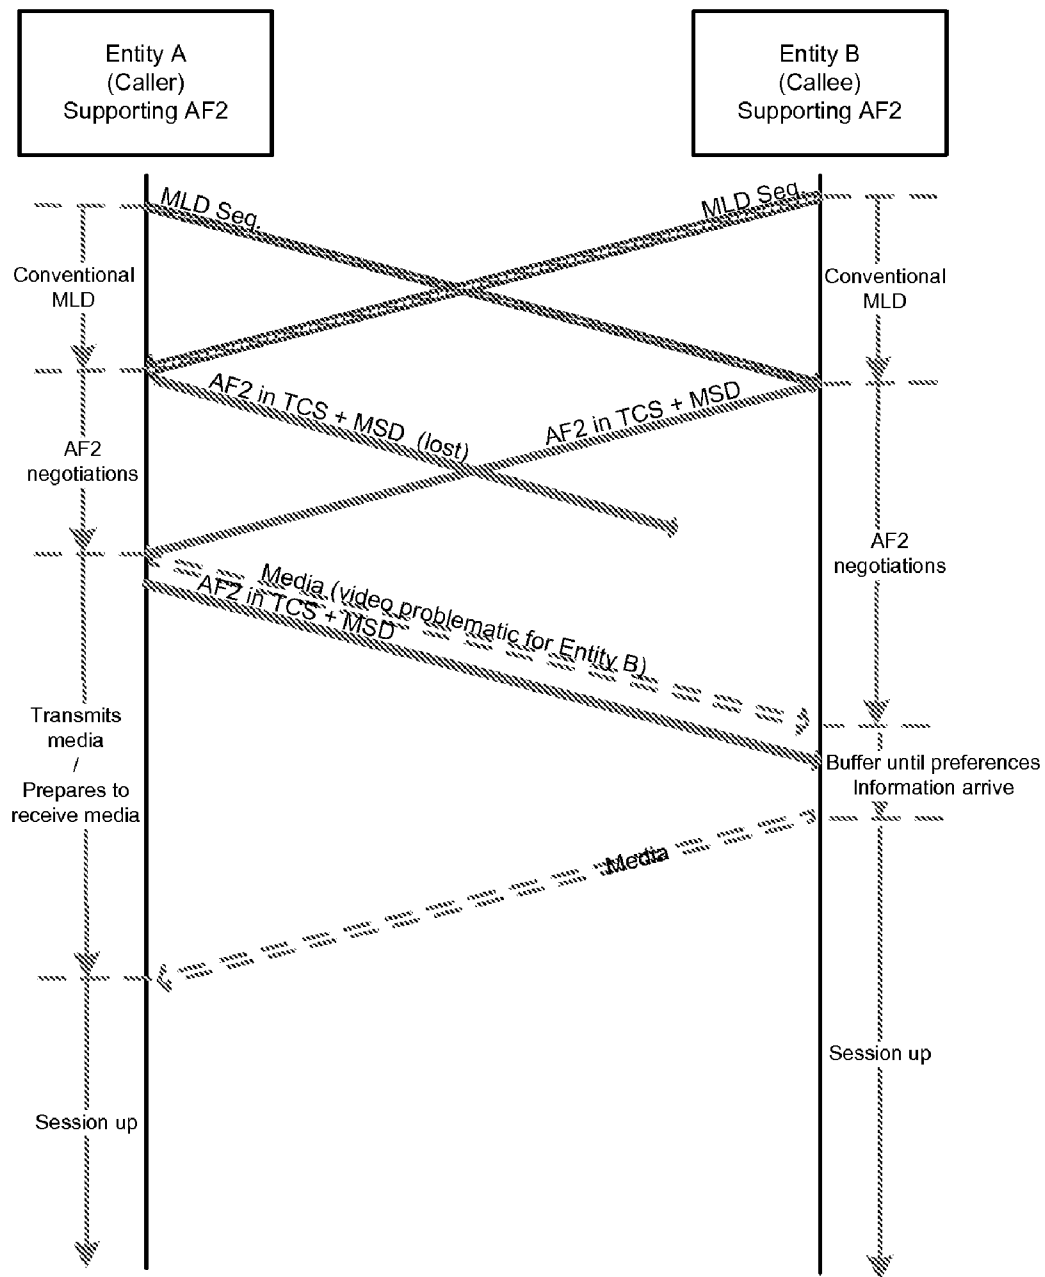 Entity A
(Caller)
Supporting AF2
Entity B
(Callee)
Supporting AF2
MLD Seq.
MLD Seq.
Conventional
MLD
Conventional
MLD
AF2 in TCS + MSD (lost)
AF2 in TCS + MSD
AF2
negotiations
AF2
negotiations
Media (video problematic for Entity B)
AF2 in TCS + MSD
Transmits
media
/
Prepares to
receive media
Buffer until preferences
Information arrive
Media
Session up
Session up